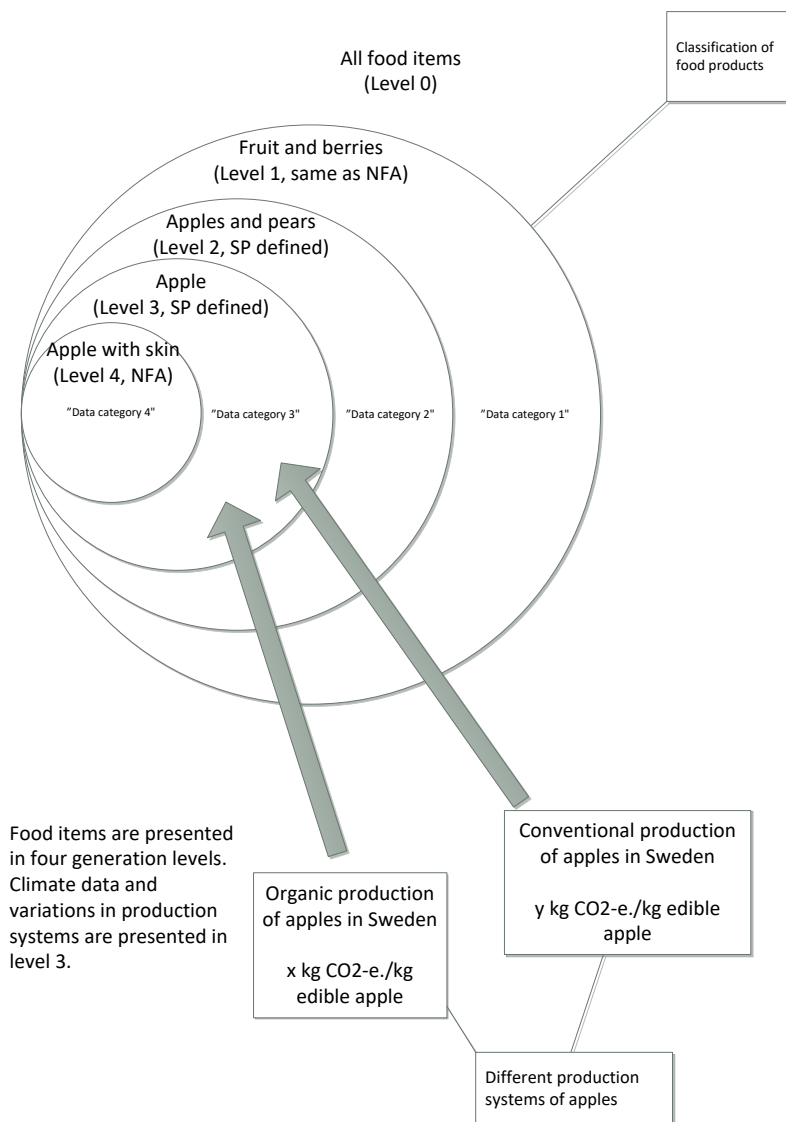 Classification of
food products
All food items
(Level 0)
Fruit and berries
(Level 1, same as NFA)
Apples and pears
(Level 2, SP defined)
Apple
(Level 3, SP defined)
Apple with skin
(Level 4, NFA)
”Data category 4"
”Data category 3"
”Data category 2"
”Data category 1"
Food items are presented
in four generation levels.
Climate data and
variations in production
systems are presented in
level 3.
Organic production
of apples in Sweden
x kg CO2-e./kg
edible apple
Conventional production
of apples in Sweden
y kg CO2-e./kg edible
apple
Different production
systems of apples